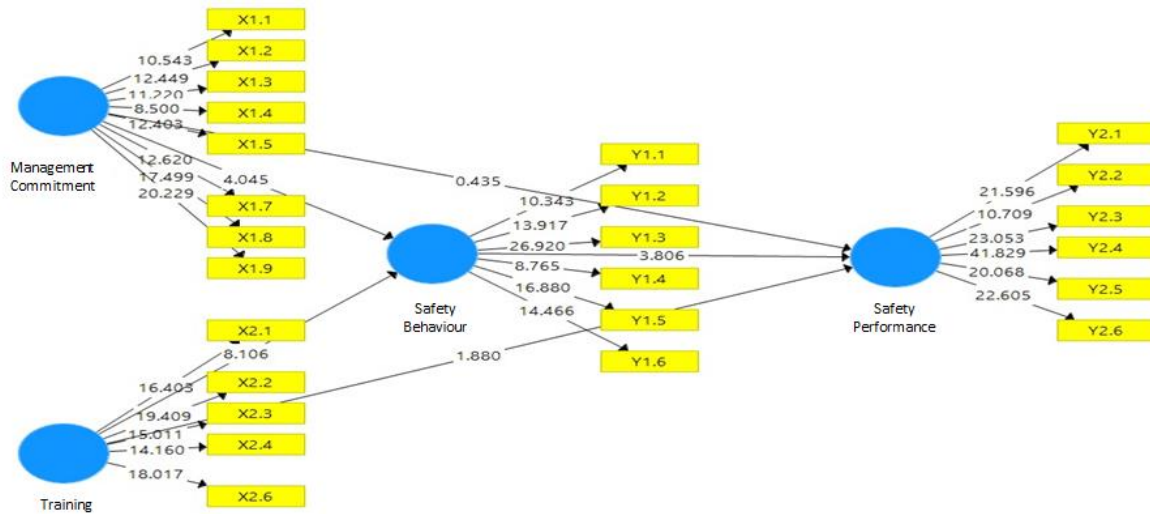 X1.1
X1.2
X1.3
X1.4
X1.5
X1.7
X1.8
X1.9
10.543
12.449
11.220
8.500
12.403
12.620
17.499
20.229
Management
Commitment
4.045
0.435
Y1.1
Y1.2
Y1.3
Y1.4
Y1.5
Y1.6
10.343
13.917
26.920
3.806
8.765
16.880
14.466
Safety
Behaviour
Y2.1
Y2.2
Y2.3
Y2.4
Y2.5
Y2.6
21.596
10.709
23.053
41.829
20.068
22.605
Safety
Performance
X2.1
X2.2
X2.3
X2.4
X2.6
8.106
1.880
16.403
19.409
15.011
14.160
18.017
Training